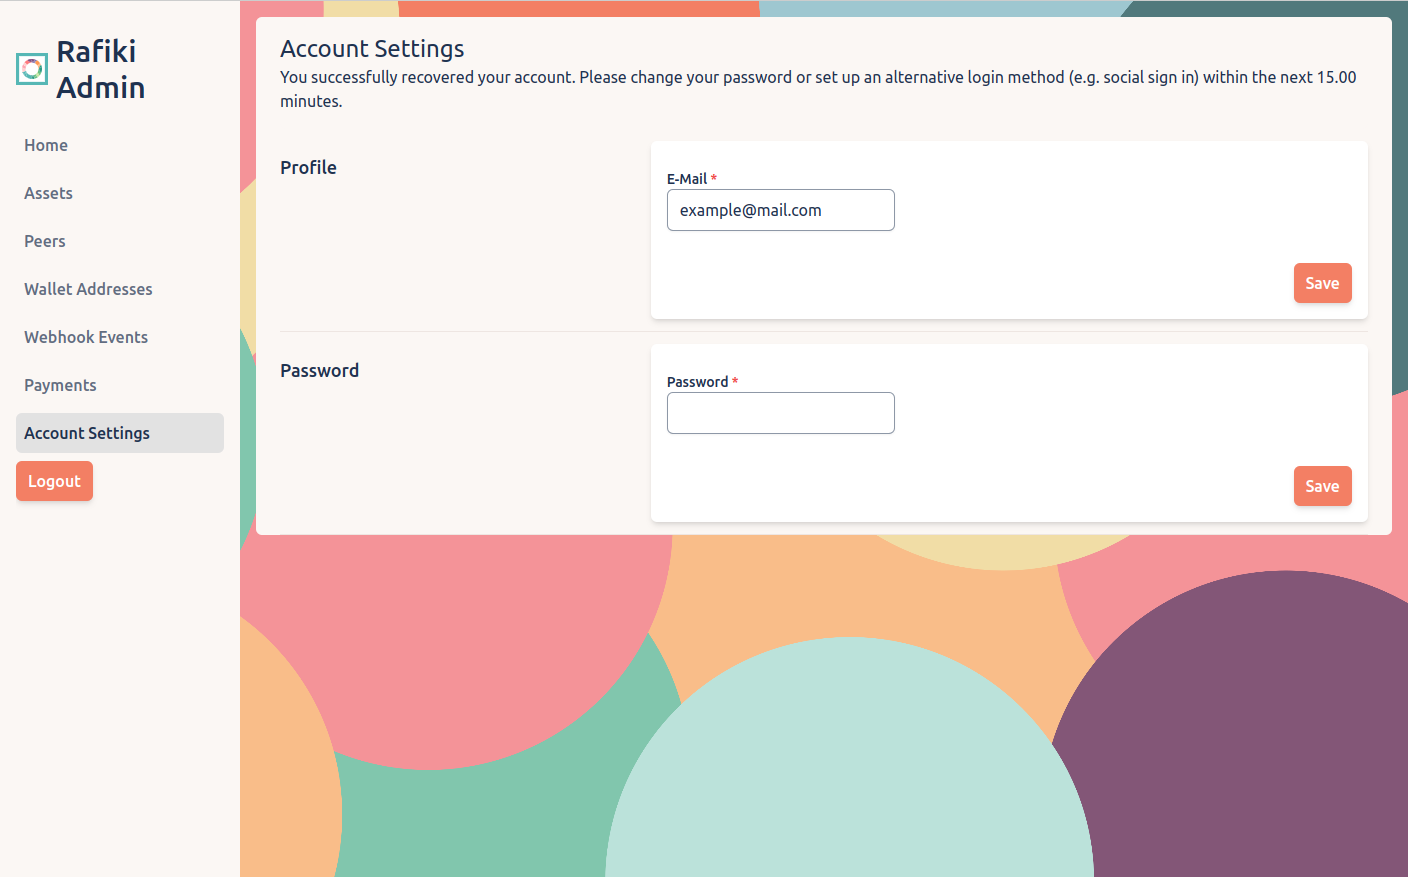 Rafiki
Admin
Home
Assets
Peers
Wallet Addresses
Webhook Events
Payments
Account Settings
Logout
Account Settings
You successfully recovered your account. Please change your password or set up an alternative login method (e.g. social sign in) within the next 15.00
minutes.
Profile
E-Mail *
example@mail.com
Save
Password
Password *
Save